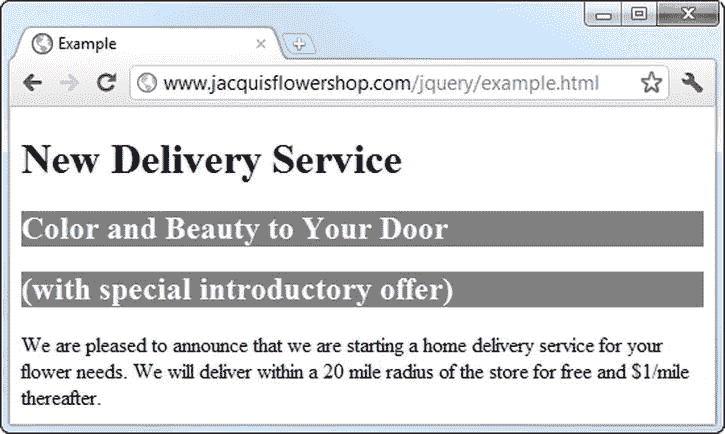 Example
www.jacquisflowershop.com/jquery/example.html
New Delivery Service
Color and Beauty to Your Door
(with special introductory offer)
We are pleased to announce that we are starting a home delivery service for your
flower needs. We will deliver within a 20 mile radius of the store for free and $1/mile
thereafter.